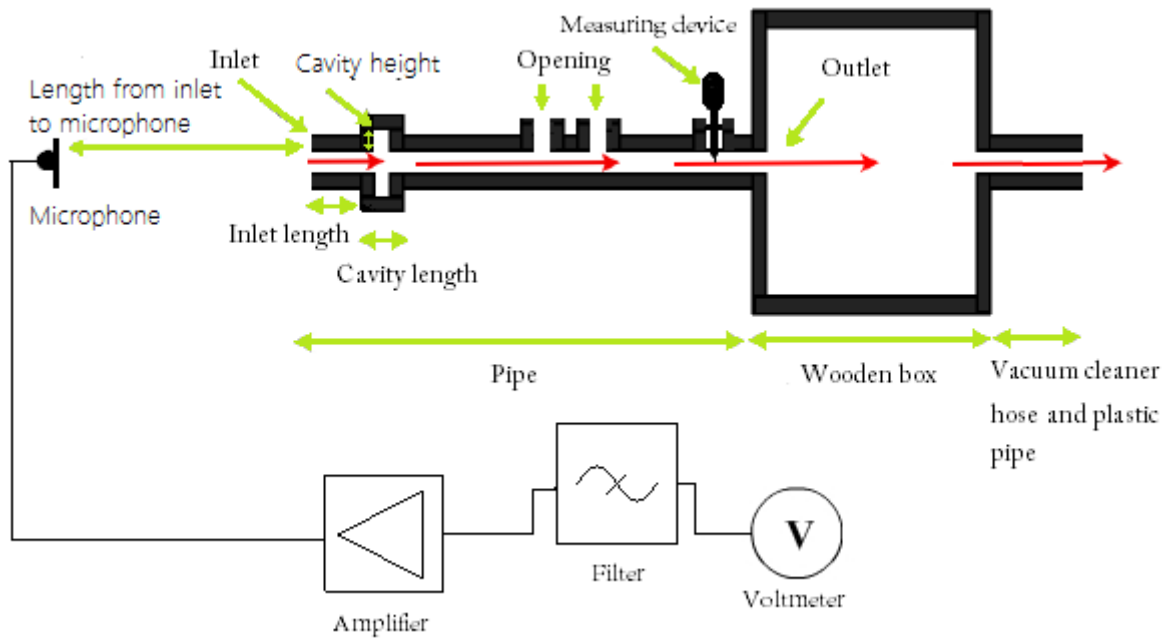 Measuring device
Inlet
Cavity height
Opening
Outlet
Length from inlet
to microphone
Microphone
Inlet length
Cavity length
Pipe
Wooden box
Vacuum cleaner
hose and plastic
pipe
V
Filter
Voltmeter
Amplifier